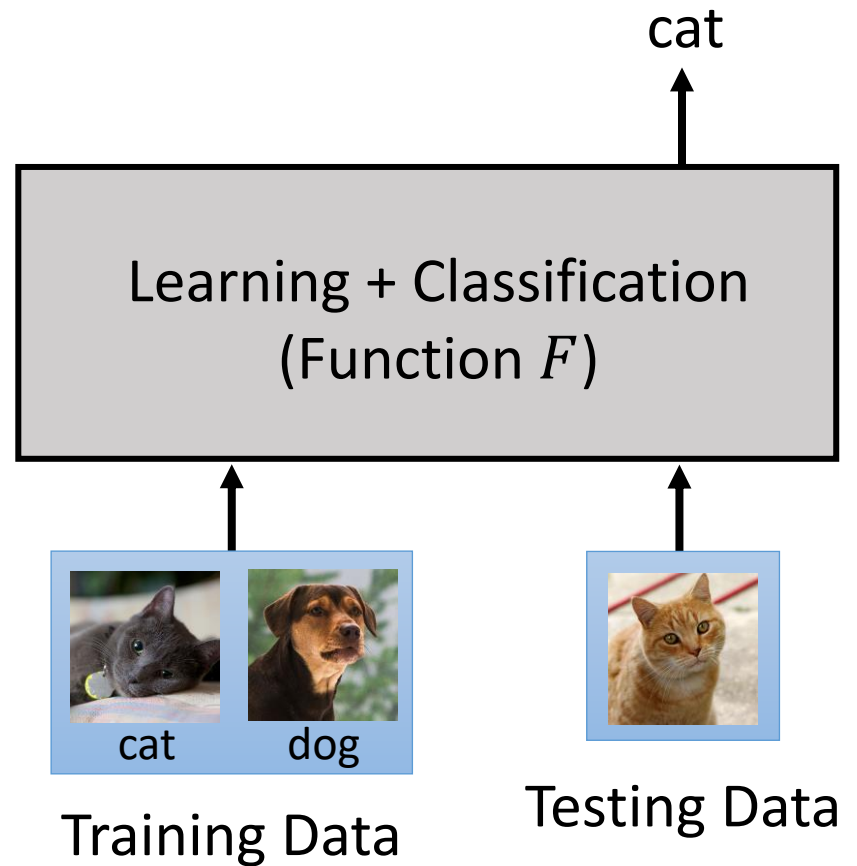 cat
Learning + Classification
(Function F)
cat dog
Training Data
Testing Data